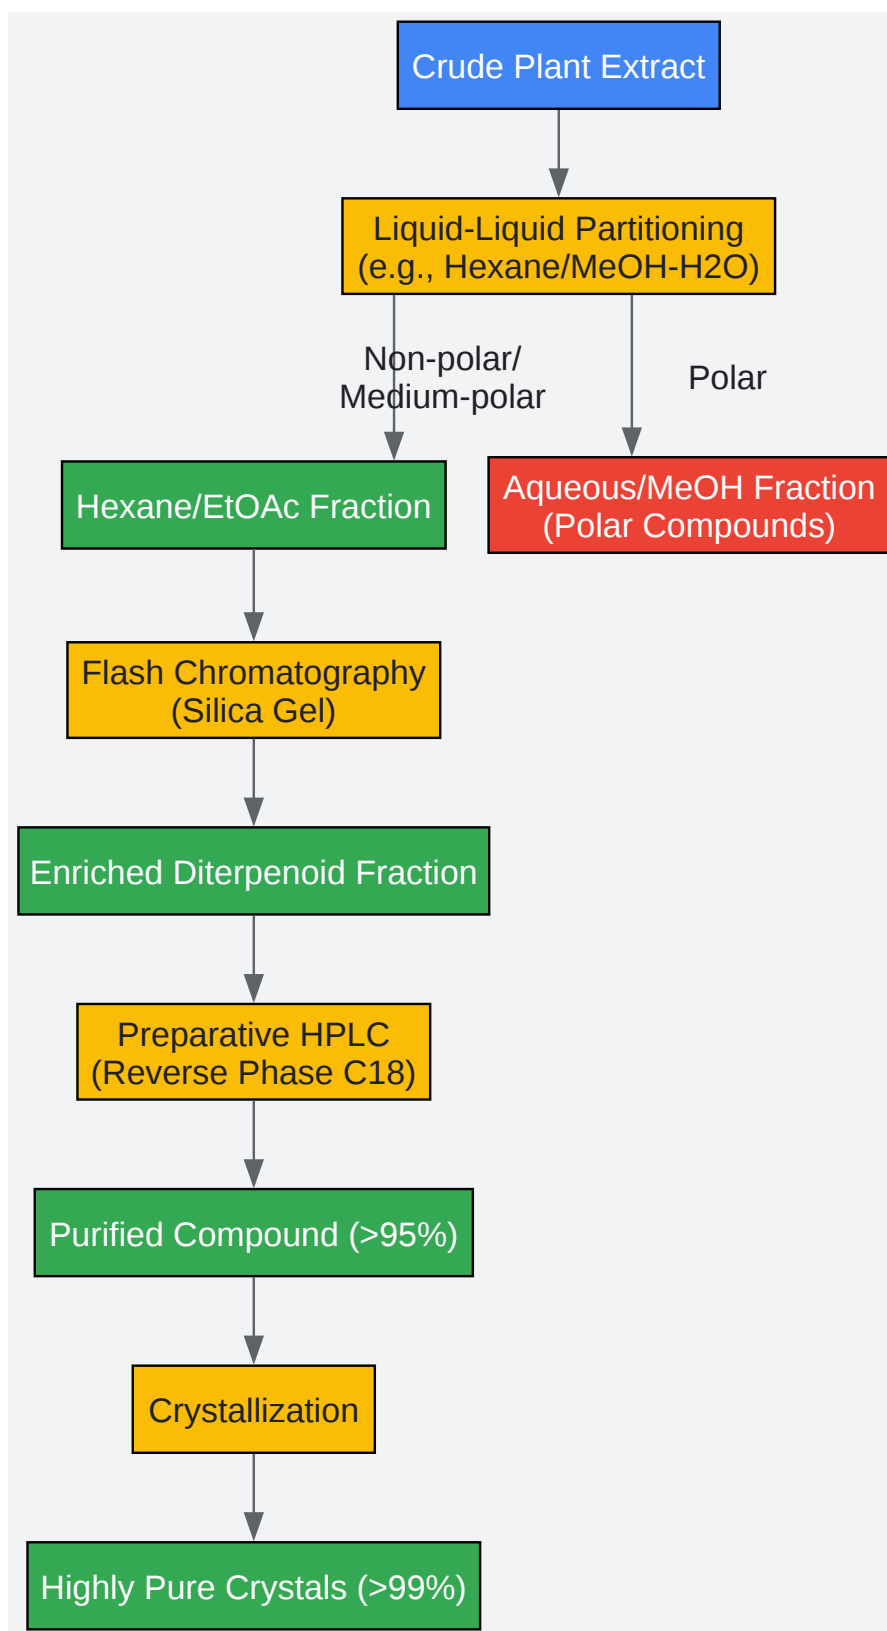 Crude Plant Extract
Liquid-Liquid Partitioning
(e.g., Hexane/MeOH-H2O)
Non-polar/
Medium-polar
Polar
Hexane/EtOAc Fraction
Aqueous/MeOH Fraction
(Polar Compounds)
Flash Chromatography
(Silica Gel)
Enriched Diterpenoid Fraction
Preparative HPLC
(Reverse Phase C18)
Purified Compound (>95%)
Crystallization
Highly Pure Crystals (>99%)